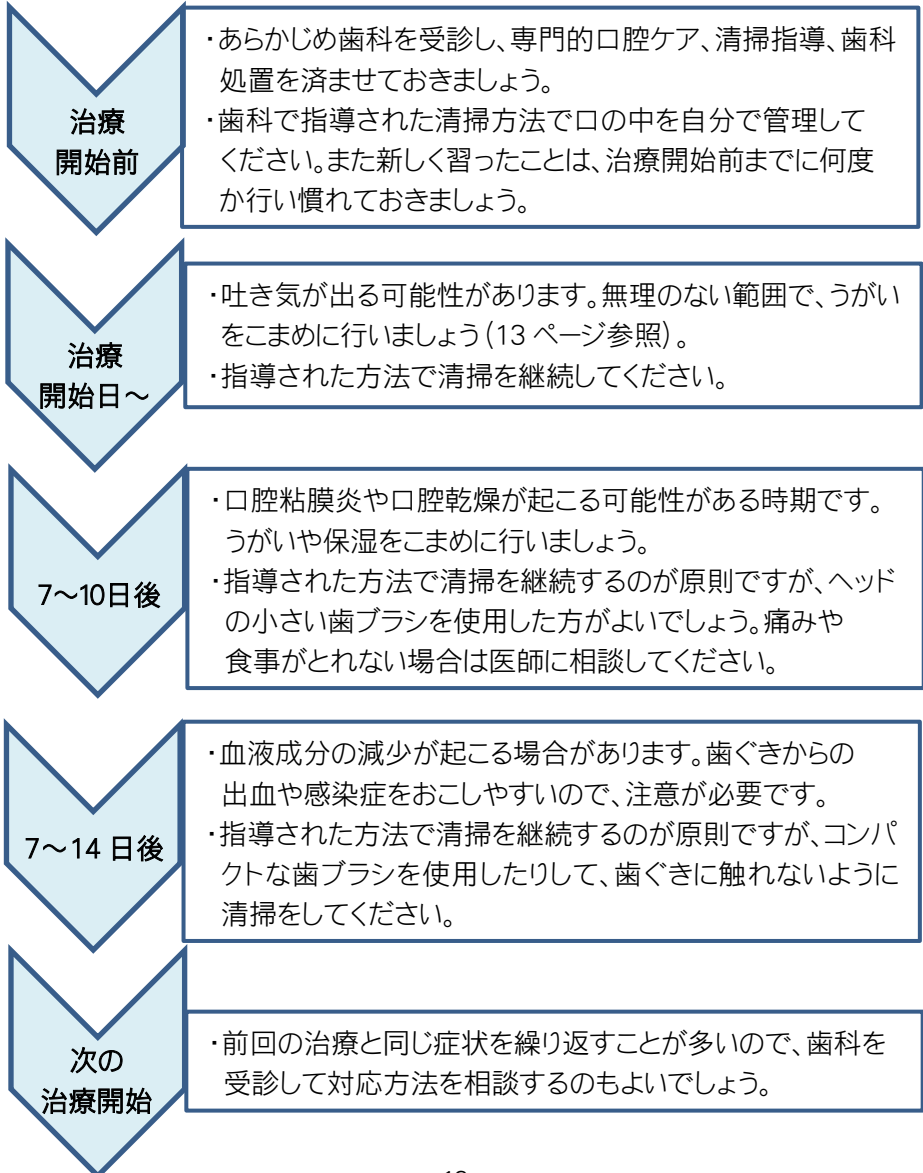 治療
開始前
・あらかじめ歯科を受診し、専門的口腔ケア、清掃指導、歯科
処置を済ませておきましょう。
・歯科で指導された清掃方法で口の中を自分で管理して
ください。また新しく習ったことは、治療開始前までに何度
か行い慣れておきましょう。
治療
開始日～
・吐き気が出る可能性があります。無理のない範囲で、うがい
をこまめに行いましょう（13 ページ参照）。
・指導された方法で清掃を継続してください。
7～10日後
・口腔粘膜炎や口腔乾燥が起こる可能性がある時期です。
うがいや保湿をこまめに行いましょう。
・指導された方法で清掃を継続するのが原則ですが、ヘッド
の小さい歯ブラシを使用した方がよいでしょう。痛みや
食事がとれない場合は医師に相談してください。
7～14 日後
・血液成分の減少が起こる場合があります。歯ぐきからの
出血や感染症をおこしやすいので、注意が必要です。
・指導された方法で清掃を継続するのが原則ですが、コンパ
クトな歯ブラシを使用したりして、歯ぐきに触れないように
清掃をしてください。
次の
治療開始
・前回の治療と同じ症状を繰り返すことが多いので、歯科を
受診して対応方法を相談するのもよいでしょう。